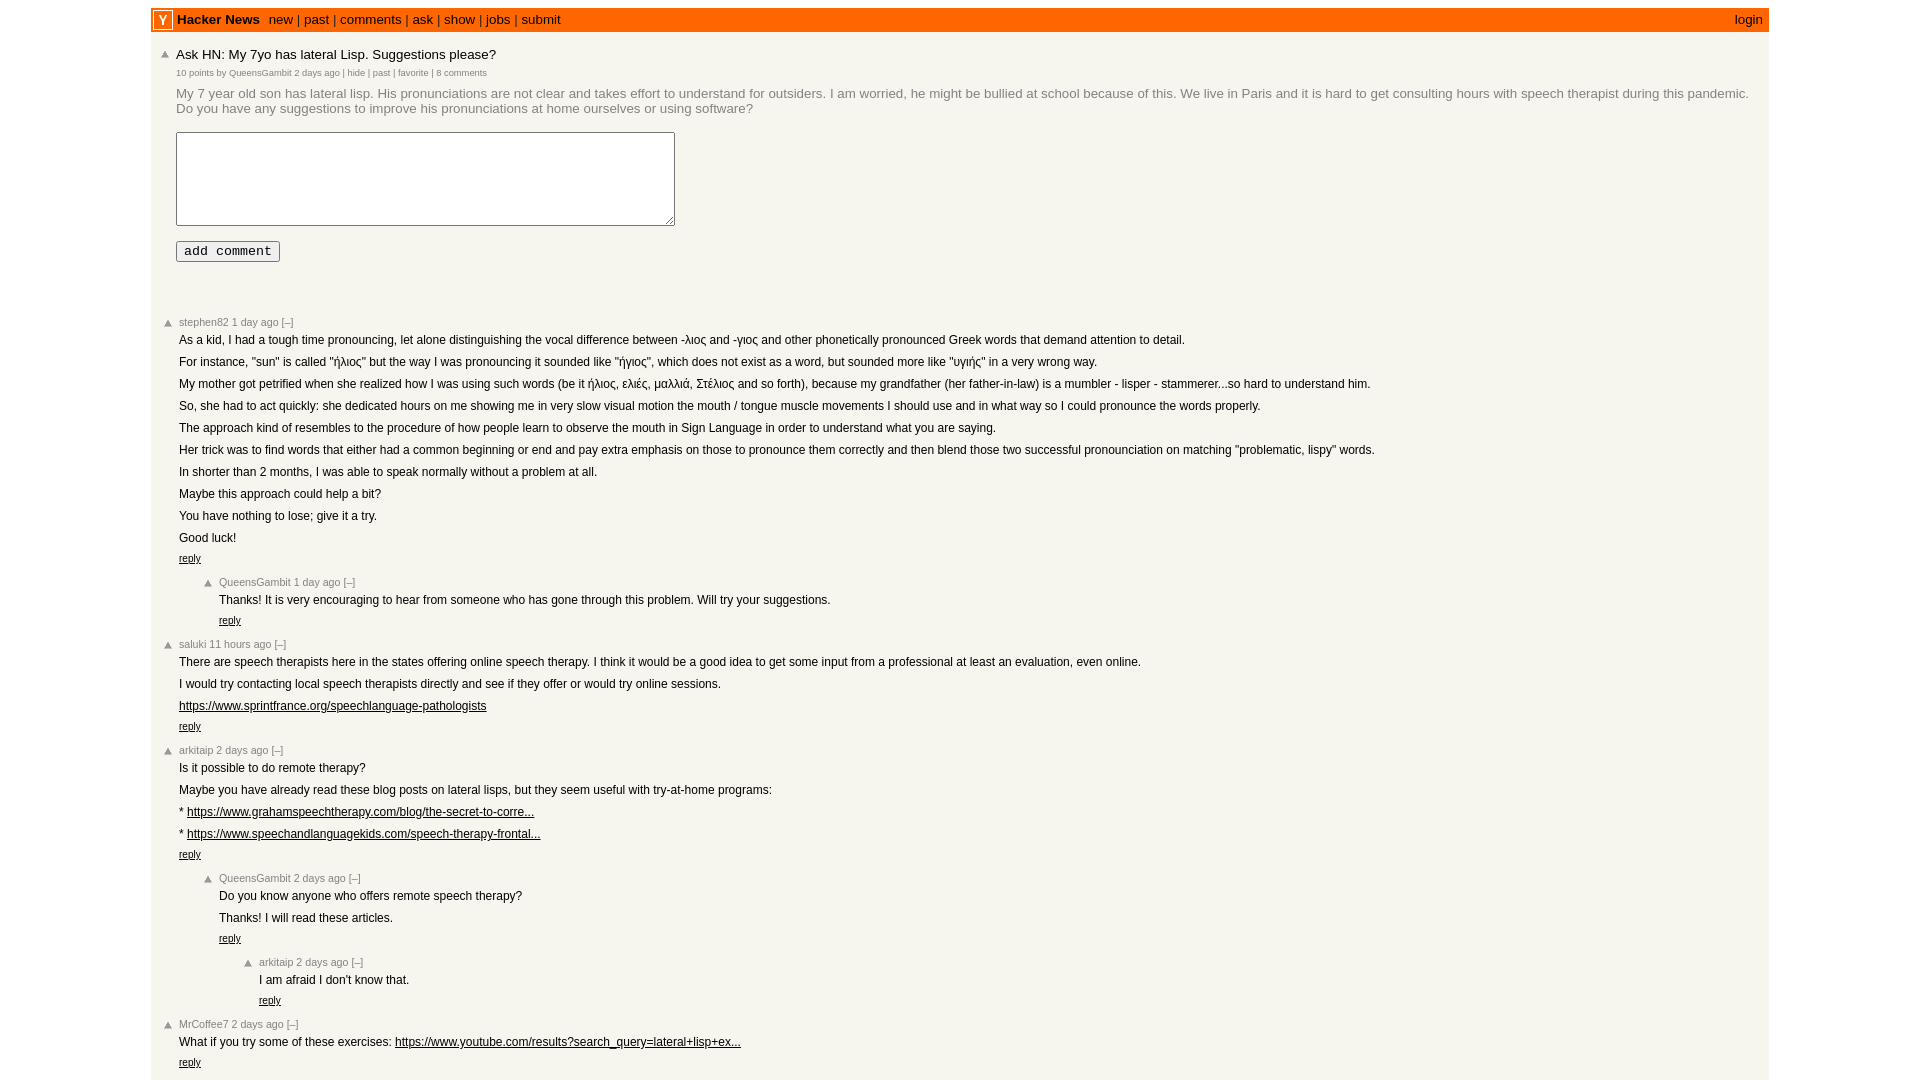 Y Hacker News new | past | comments | ask | show | jobs | submit login
Ask HN: My 7yo has lateral Lisp. Suggestions please?
10 points by QueensGambit 2 days ago | hide | past | favorite | 8 comments
My 7 year old son has lateral lisp. His pronunciations are not clear and takes effort to understand for outsiders. I am worried, he might be bullied at school because of this. We live in Paris and it is hard to get consulting hours with speech therapist during this pandemic.
Do you have any suggestions to improve his pronunciations at home ourselves or using software?
add comment
stephen82 1 day ago [–]
As a kid, I had a tough time pronouncing, let alone distinguishing the vocal difference between -λιος and -γιος and other phonetically pronounced Greek words that demand attention to detail.
For instance, "sun" is called "ήλιος" but the way I was pronouncing it sounded like "ήγιος", which does not exist as a word, but sounded more like "υγιής" in a very wrong way.
My mother got petrified when she realized how I was using such words (be it ήλιος, ελιές, μαλλιά, Στέλιος and so forth), because my grandfather (her father-in-law) is a mumbler - lisper - stammerer...so hard to understand him.
So, she had to act quickly: she dedicated hours on me showing me in very slow visual motion the mouth / tongue muscle movements I should use and in what way so I could pronounce the words properly.
The approach kind of resembles to the procedure of how people learn to observe the mouth in Sign Language in order to understand what you are saying.
Her trick was to find words that either had a common beginning or end and pay extra emphasis on those to pronounce them correctly and then blend those two successful pronounciation on matching "problematic, lispy" words.
In shorter than 2 months, I was able to speak normally without a problem at all.
Maybe this approach could help a bit?
You have nothing to lose; give it a try.
Good luck!
reply
QueensGambit 1 day ago [–]
Thanks! It is very encouraging to hear from someone who has gone through this problem. Will try your suggestions.
reply
saluki 11 hours ago [–]
There are speech therapists here in the states offering online speech therapy. I think it would be a good idea to get some input from a professional at least an evaluation, even online.
I would try contacting local speech therapists directly and see if they offer or would try online sessions.
https://www.sprintfrance.org/speechlanguage-pathologists
reply
arkitaip 2 days ago [–]
Is it possible to do remote therapy?
Maybe you have already read these blog posts on lateral lisps, but they seem useful with try-at-home programs:
* https://www.grahamspeechtherapy.com/blog/the-secret-to-corre...
* https://www.speechandlanguagekids.com/speech-therapy-frontal...
reply
QueensGambit 2 days ago [–]
Do you know anyone who offers remote speech therapy?
Thanks! I will read these articles.
reply
arkitaip 2 days ago [–]
I am afraid I don't know that.
reply
MrCoffee7 2 days ago [–]
What if you try some of these exercises: https://www.youtube.com/results?search_query=lateral+lisp+ex...
reply